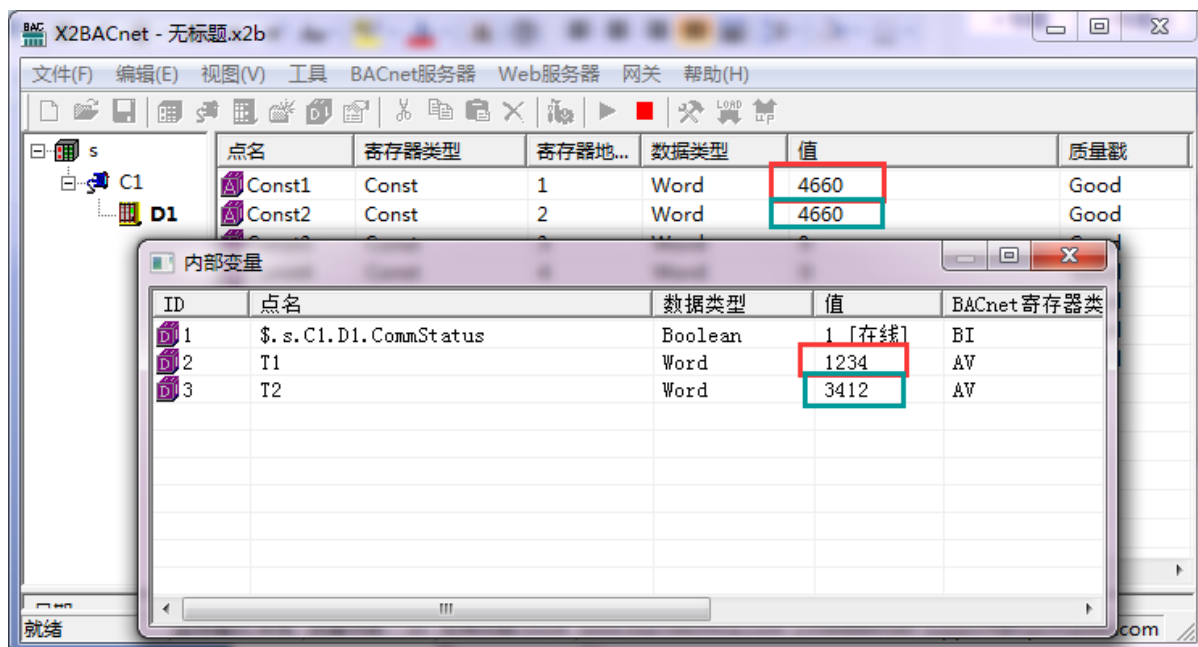 X2BACnet - 无标题.x2b
文件(F) 编辑(E) 视图(V) 工具 BACnet服务器 Web服务器 网关 帮助(H)
s
C1
D1
点名 寄存器类型 寄存器地... 数据类型 值 质量戳
Const1 Const 1 Word 4660 Good
Const2 Const 2 Word 4660 Good
内部变量
ID 点名 数据类型 值 BACnet寄存器类
1 $.s.C1.D1.CommStatus Boolean 1 [在线] BI
2 T1 Word 1234 AV
3 T2 Word 3412 AV
就绪 com